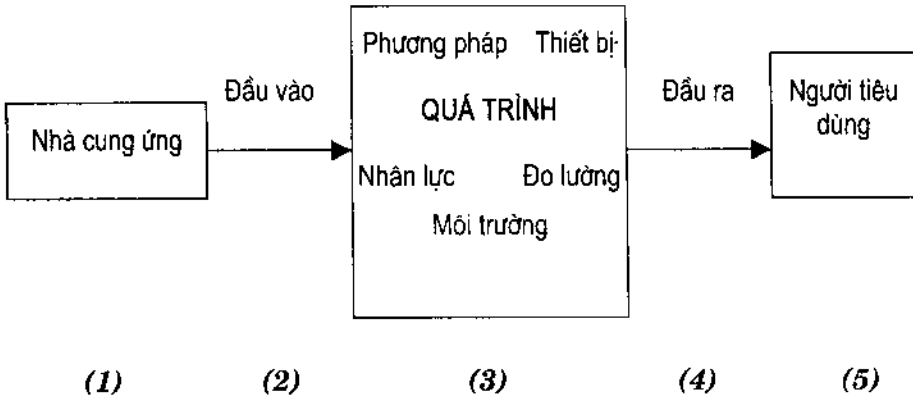 Phương pháp Thiết bị
Đầu vào
Đầu ra
Người tiêu dùng
Nhà cung ứng
QUÁ TRÌNH
Nhân lực Đo lường
Môi trường
(1) (2) (3) (4) (5)